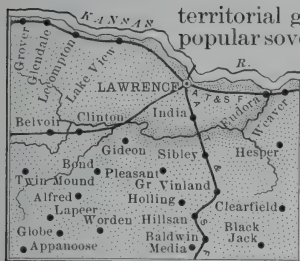 KANSAS
territorial g
popular sove
R.
Grover
Glendale
Lecompton
Lake View
LAWRENCE
A T & S F
Eudora
Weaver
Belvoir
Clinton
India
Gideon
Sibley
Hesper
Bond
Twin Mound
Pleasant Gr
Vinland
A
&
Alfred
Holling
Lapeer
Clearfield
Worden
Hillsan
S
Globe
Baldwin
Black Jack
Appanoose
Media
F